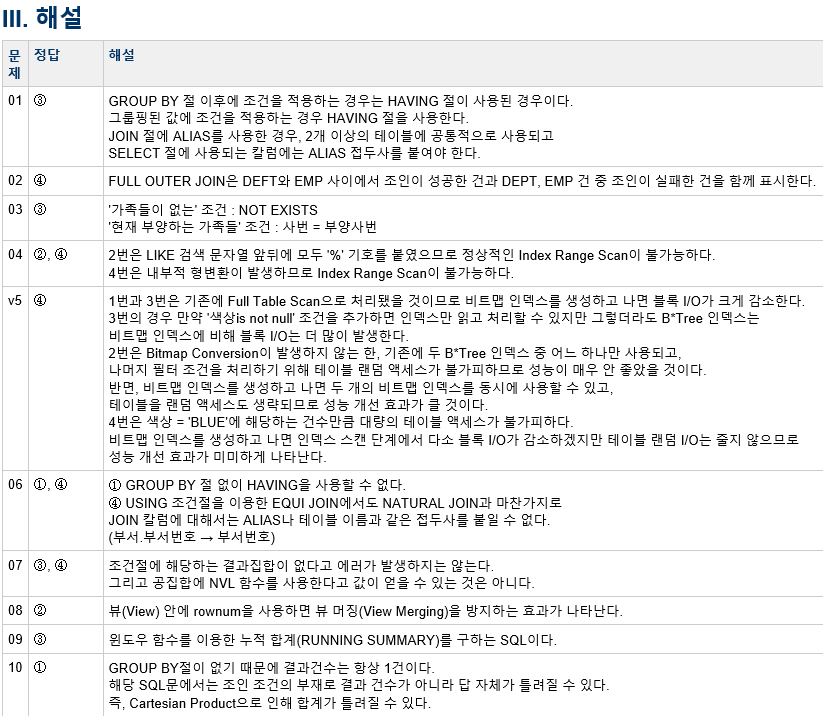 III. 해설
문제 정답 해설
01 ③ GROUP BY 절 이후에 조건을 적용하는 경우는 HAVING 절이 사용된 경우이다.
그룹핑된 값에 조건을 적용하는 경우 HAVING 절을 사용한다.
JOIN 절에 ALIAS를 사용한 경우, 2개 이상의 테이블에 공통적으로 사용되고
SELECT 절에 사용되는 칼럼에는 ALIAS 접두사를 붙여야 한다.
02 ④ FULL OUTER JOIN은 DEFT와 EMP 사이에서 조인이 성공한 건과 DEPT, EMP 건 중 조인이 실패한 건을 함께 표시한다.
03 ③ '가족들이 없는' 조건 : NOT EXISTS
'현재 부양하는 가족들' 조건 : 사번 = 부양사번
04 ②, ④ 2번은 LIKE 검색 문자열 앞뒤에 모두 '%' 기호를 붙였으므로 정상적인 Index Range Scan이 불가능하다.
4번은 내부적 형변환이 발생하므로 Index Range Scan이 불가능하다.
v5 ④ 1번과 3번은 기존에 Full Table Scan으로 처리됐을 것이므로 비트맵 인덱스를 생성하고 나면 블록 I/O가 크게 감소한다.
3번의 경우 만약 '색상is not null' 조건을 추가하면 인덱스만 읽고 처리할 수 있지만 그렇더라도 B*Tree 인덱스는
비트맵 인덱스에 비해 블록 I/O는 더 많이 발생한다.
2번은 Bitmap Conversion이 발생하지 않는 한, 기존에 두 B*Tree 인덱스 중 어느 하나만 사용되고,
나머지 필터 조건을 처리하기 위해 테이블 랜덤 액세스가 불가피하므로 성능이 매우 안 좋았을 것이다.
반면, 비트맵 인덱스를 생성하고 나면 두 개의 비트맵 인덱스를 동시에 사용할 수 있고,
테이블을 랜덤 액세스도 생략되므로 성능 개선 효과가 클 것이다.
4번은 색상 = 'BLUE'에 해당하는 건수만큼 대량의 테이블 액세스가 불가피하다.
비트맵 인덱스를 생성하고 나면 인덱스 스캔 단계에서 다소 블록 I/O가 감소하겠지만 테이블 랜덤 I/O는 줄지 않으므로
성능 개선 효과가 미미하게 나타난다.
06 ①, ④ ① GROUP BY 절 없이 HAVING을 사용할 수 없다.
④ USING 조건절을 이용한 EQUI JOIN에서도 NATURAL JOIN과 마찬가지로
JOIN 칼럼에 대해서는 ALIAS나 테이블 이름과 같은 접두사를 붙일 수 없다.
(부서.부서번호 → 부서번호)
07 ③, ④ 조건절에 해당하는 결과집합이 없다고 에러가 발생하지는 않는다.
그리고 공집합에 NVL 함수를 사용한다고 값이 얻을 수 있는 것은 아니다.
08 ② 뷰(View) 안에 rownum을 사용하면 뷰 머징(View Merging)을 방지하는 효과가 나타난다.
09 ③ 윈도우 함수를 이용한 누적 합계(RUNNING SUMMARY)를 구하는 SQL이다.
10 ① GROUP BY절이 없기 때문에 결과건수는 항상 1건이다.
해당 SQL문에서는 조인 조건의 부재로 결과 건수가 아니라 답 자체가 틀려질 수 있다.
즉, Cartesian Product으로 인해 합계가 틀려질 수 있다.